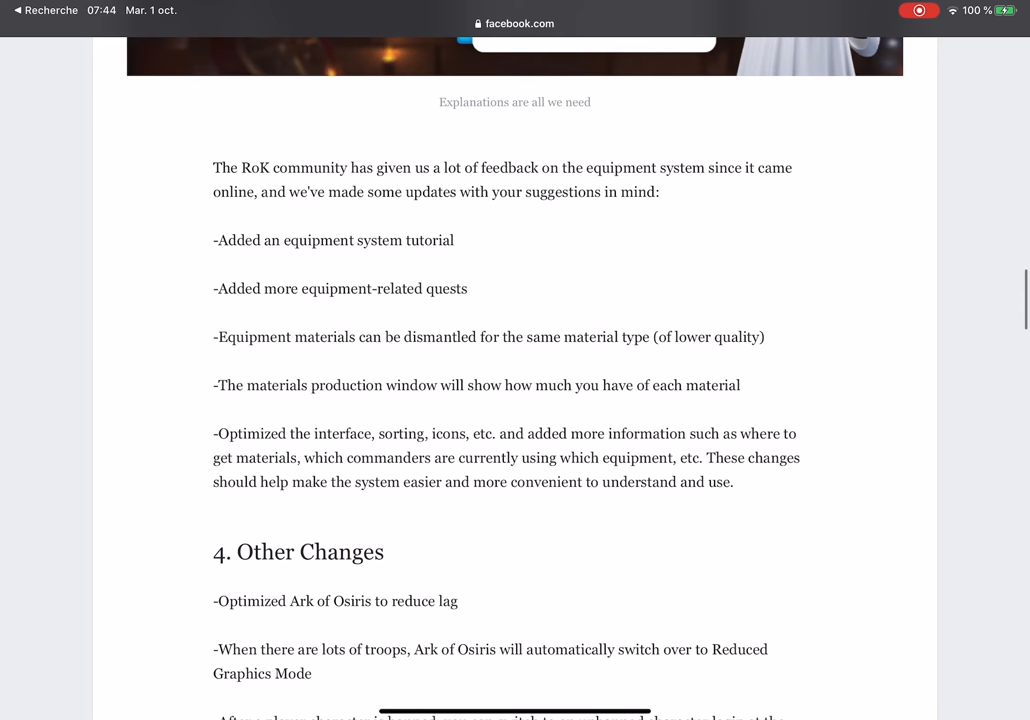 ◀ Recherche 07:44 Mar. 1 oct. 100 %
facebook.com
Explanations are all we need
The RoK community has given us a lot of feedback on the equipment system since it came
online, and we've made some updates with your suggestions in mind:
-Added an equipment system tutorial
-Added more equipment-related quests
-Equipment materials can be dismantled for the same material type (of lower quality)
-The materials production window will show how much you have of each material
-Optimized the interface, sorting, icons, etc. and added more information such as where to
get materials, which commanders are currently using which equipment, etc. These changes
should help make the system easier and more convenient to understand and use.
4. Other Changes
-Optimized Ark of Osiris to reduce lag
-When there are lots of troops, Ark of Osiris will automatically switch over to Reduced
Graphics Mode